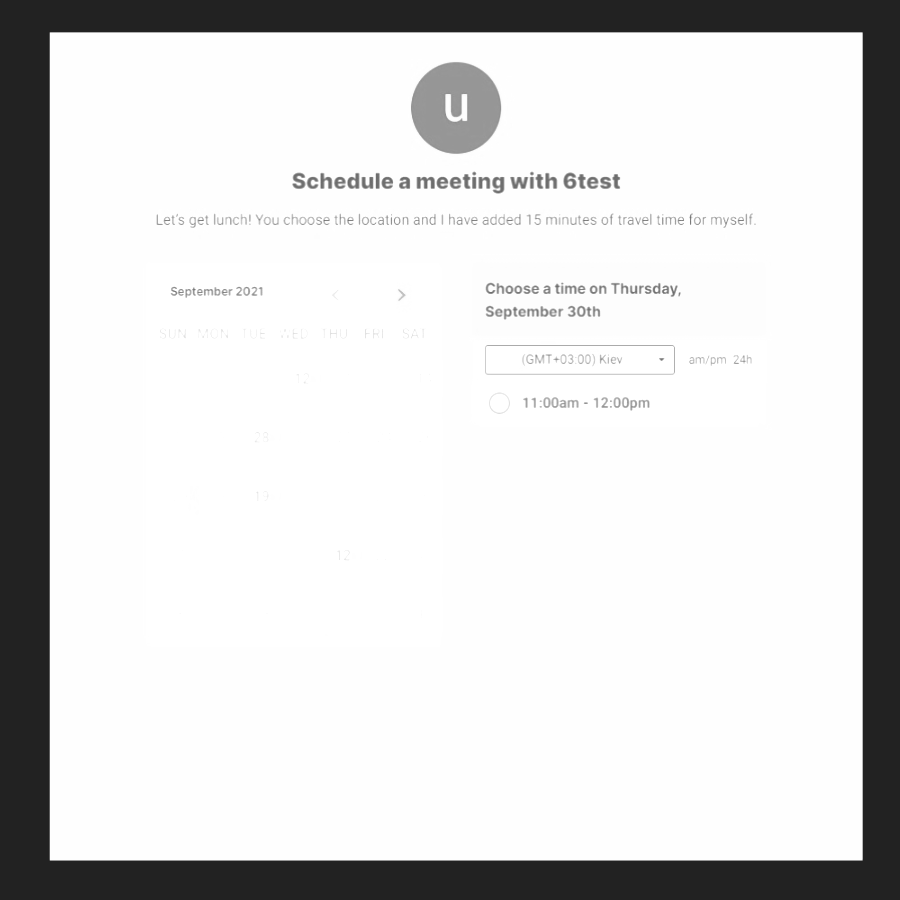 u
Schedule a meeting with 6test
Let's get lunch! You choose the location and I have added 15 minutes of travel time for myself.
September 2021
SUN MON TUE WED THU FRI SAT
12
19
12
Choose a time on Thursday,
September 30th
(GMT+03:00) Kiev
am/pm 24h
11:00am - 12:00pm